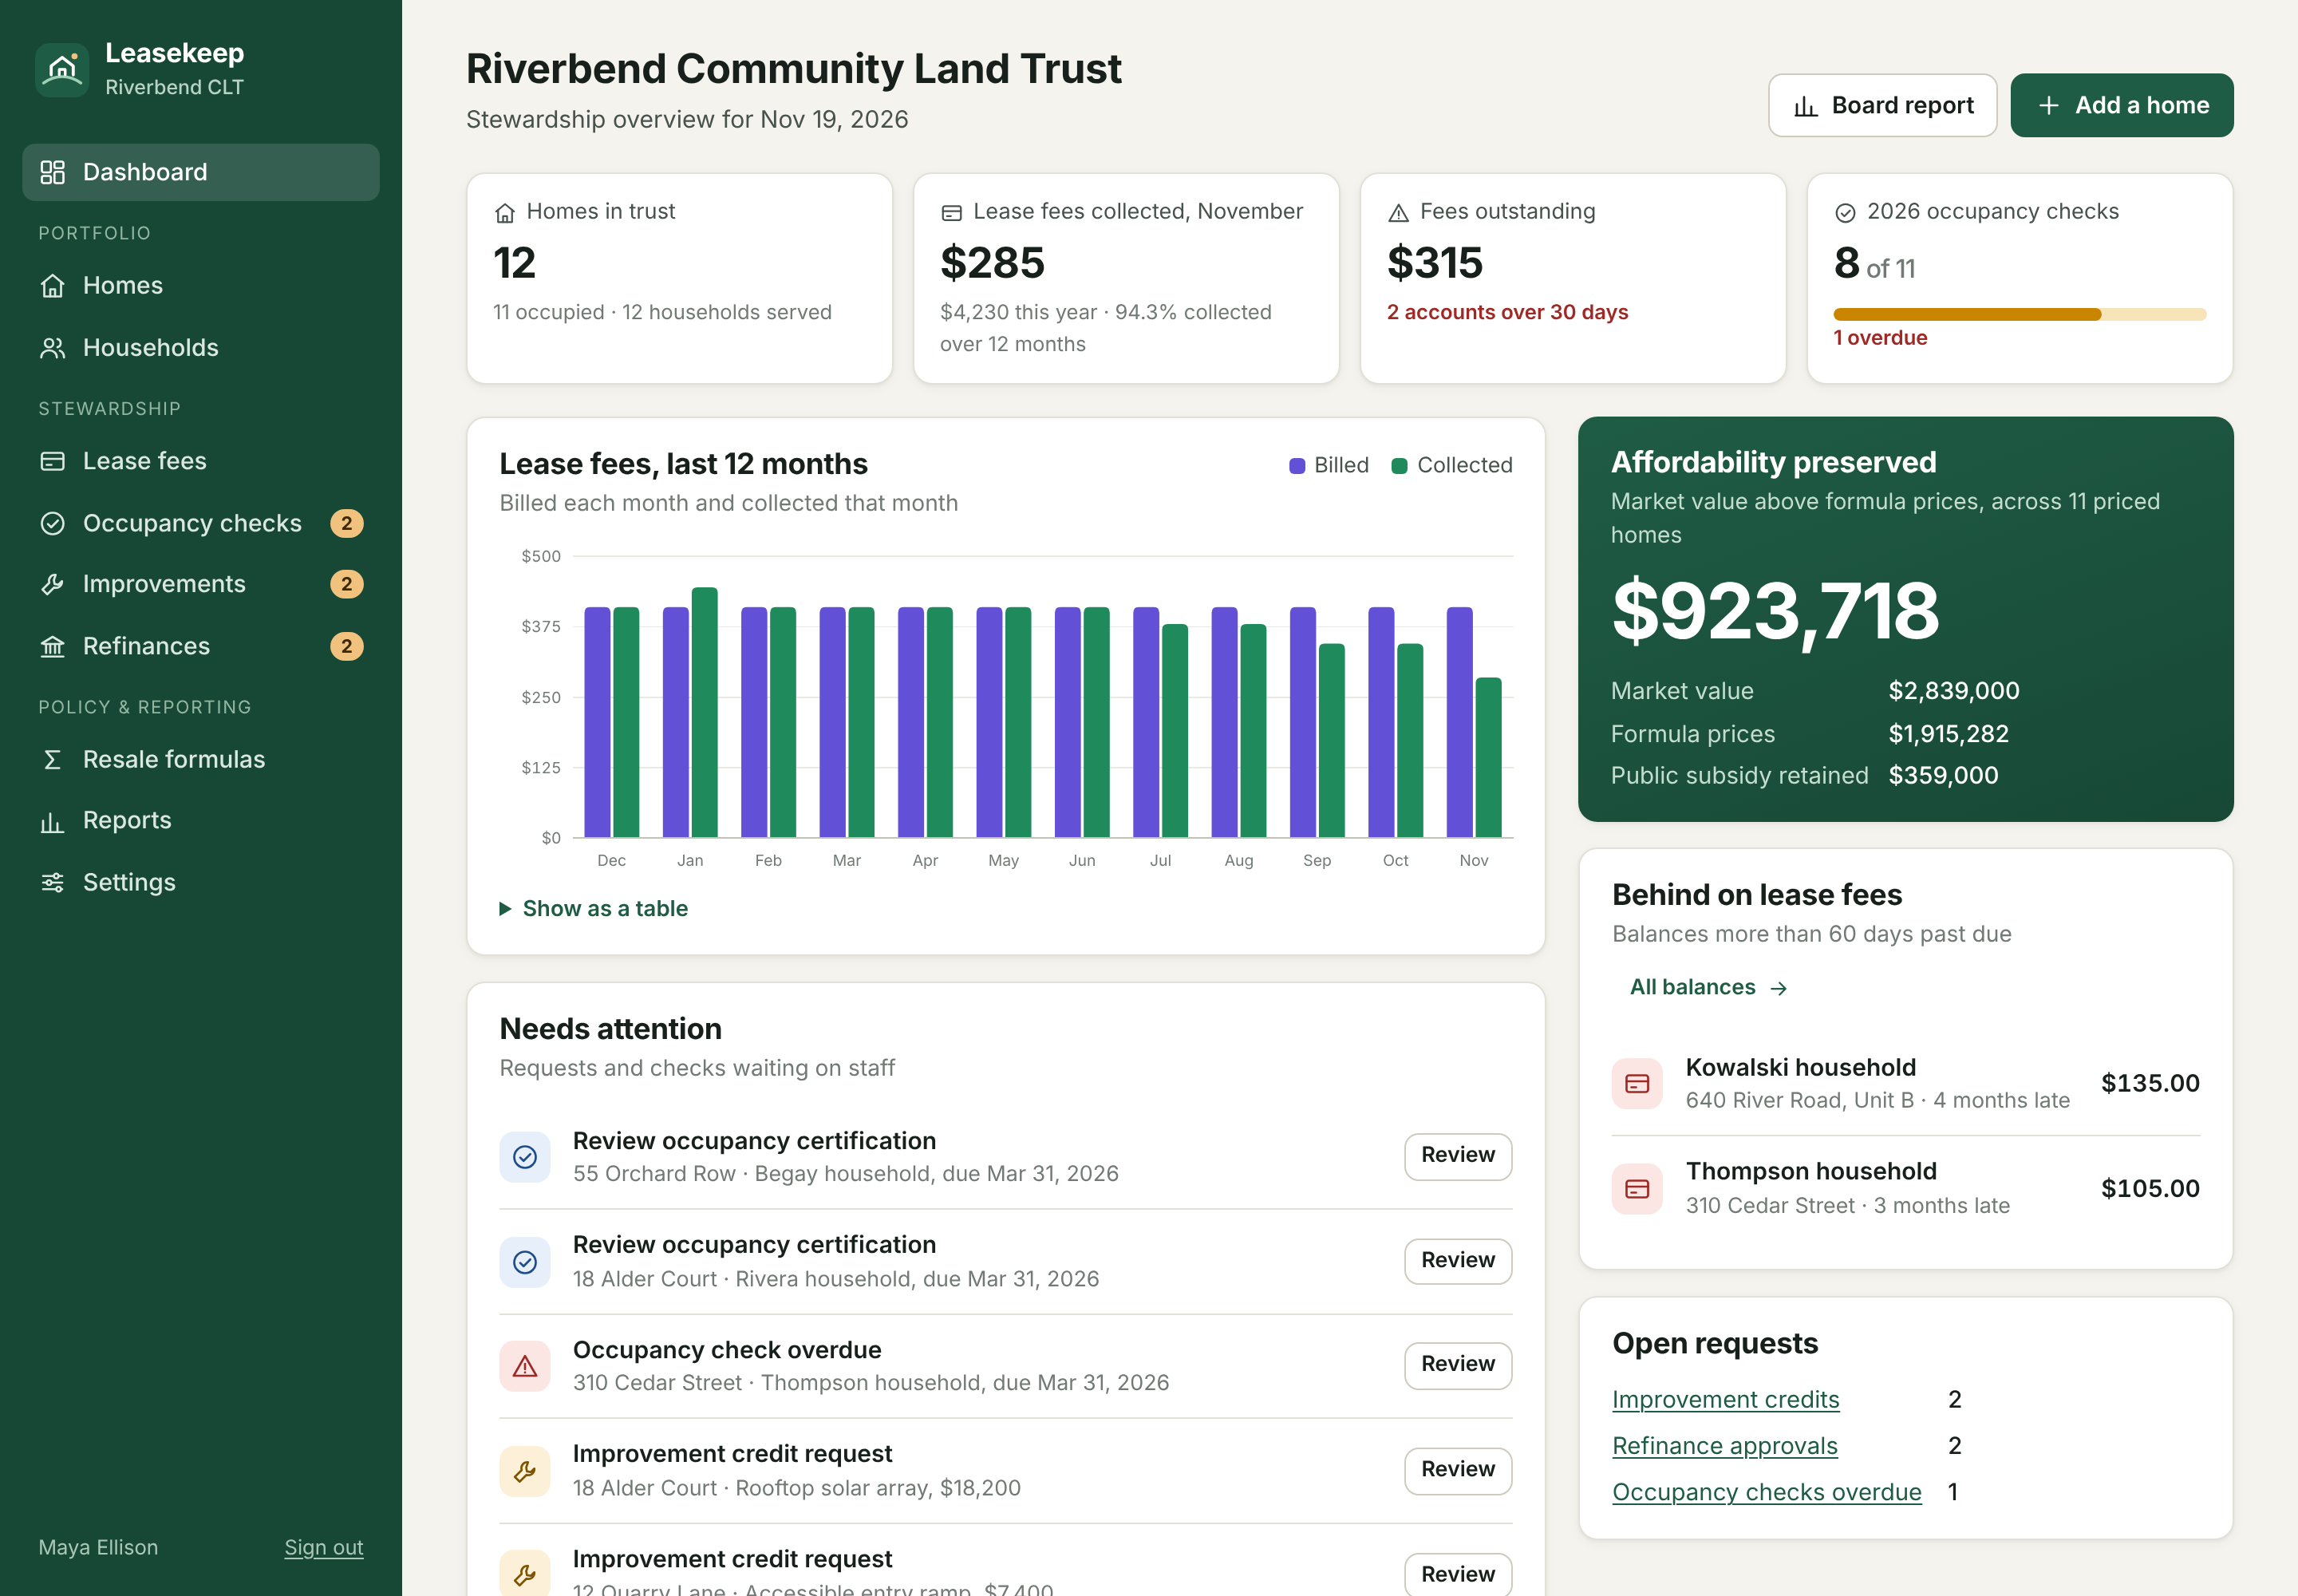 Leasekeep
Riverbend CLT
Dashboard
PORTFOLIO
Homes
Households
STEWARDSHIP
Lease fees
Occupancy checks 2
Improvements 2
Refinances 2
POLICY & REPORTING
Resale formulas
Reports
Settings
Maya Ellison Sign out
Riverbend Community Land Trust
Stewardship overview for Nov 19, 2026
Board report
Add a home
Homes in trust
12
11 occupied · 12 households served
Lease fees collected, November
$285
$4,230 this year · 94.3% collected
over 12 months
Fees outstanding
$315
2 accounts over 30 days
2026 occupancy checks
8 of 11
1 overdue
Lease fees, last 12 months
Billed each month and collected that month
Billed Collected
$500
$375
$250
$125
$0
Dec Jan Feb Mar Apr May Jun Jul Aug Sep Oct Nov
Show as a table
Needs attention
Requests and checks waiting on staff
Review occupancy certification
55 Orchard Row · Begay household, due Mar 31, 2026
Review
Review occupancy certification
18 Alder Court · Rivera household, due Mar 31, 2026
Review
Occupancy check overdue
310 Cedar Street · Thompson household, due Mar 31, 2026
Review
Improvement credit request
18 Alder Court · Rooftop solar array, $18,200
Review
Improvement credit request
12 Quarry Lane · Accessible entry ramp, $7,400
Review
Affordability preserved
Market value above formula prices, across 11 priced
homes
$923,718
Market value $2,839,000
Formula prices $1,915,282
Public subsidy retained $359,000
Behind on lease fees
Balances more than 60 days past due
All balances →
Kowalski household
640 River Road, Unit B · 4 months late
$135.00
Thompson household
310 Cedar Street · 3 months late
$105.00
Open requests
Improvement credits 2
Refinance approvals 2
Occupancy checks overdue 1